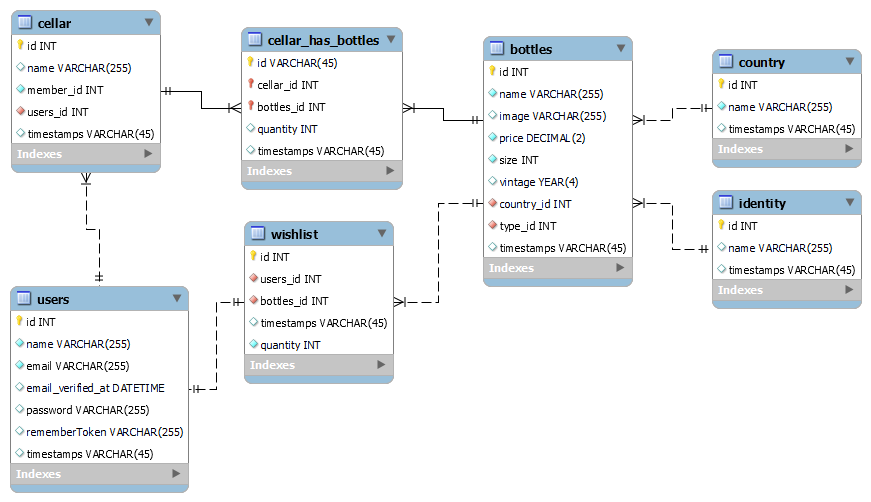 cellar
id INT
name VARCHAR(255)
member_id INT
users_id INT
timestamps VARCHAR(45)
Indexes
cellar_has_bottles
id VARCHAR(45)
cellar_id INT
bottles_id INT
quantity INT
timestamps VARCHAR(45)
Indexes
bottles
id INT
name VARCHAR(255)
image VARCHAR(255)
price DECIMAL(2)
size INT
vintage YEAR(4)
country_id INT
type_id INT
timestamps VARCHAR(45)
Indexes
country
id INT
name VARCHAR(255)
timestamps VARCHAR(45)
Indexes
identity
id INT
name VARCHAR(255)
timestamps VARCHAR(45)
Indexes
wishlist
id INT
users_id INT
bottles_id INT
timestamps VARCHAR(45)
quantity INT
Indexes
users
id INT
name VARCHAR(255)
email VARCHAR(255)
email_verified_at DATETIME
password VARCHAR(255)
rememberToken VARCHAR(255)
timestamps VARCHAR(45)
Indexes